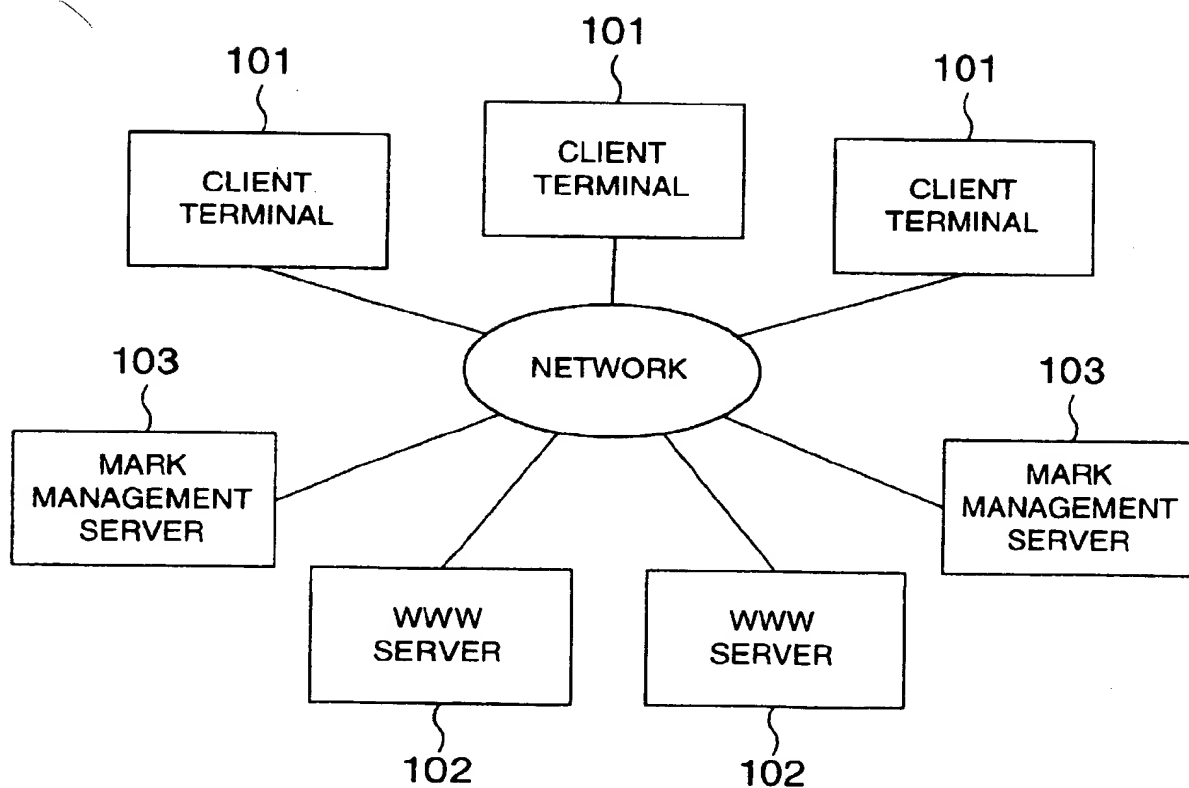 101
101
101
CLIENT
TERMINAL
CLIENT
TERMINAL
CLIENT
TERMINAL
NETWORK
103
103
MARK
MANAGEMENT
SERVER
MARK
MANAGEMENT
SERVER
WWW
SERVER
WWW
SERVER
102
102